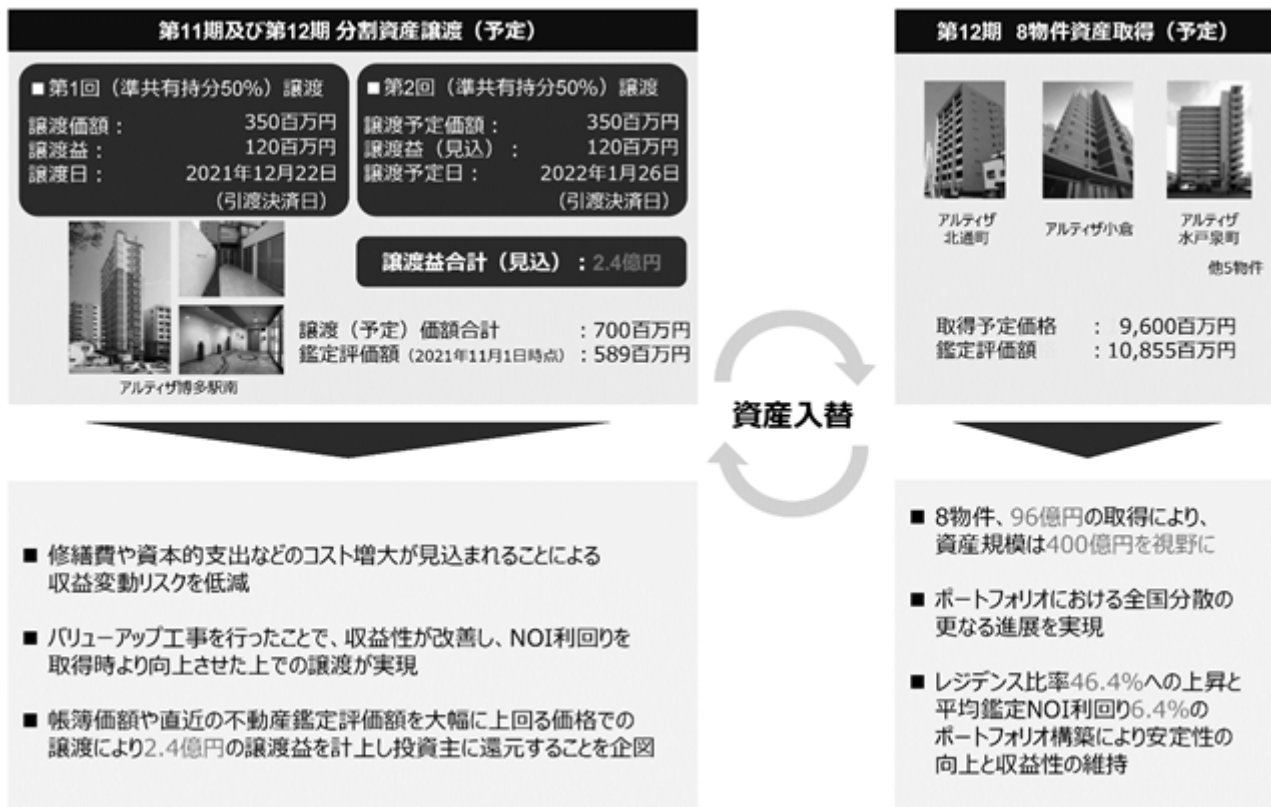 第11期及び第12期 分割資産譲渡（予定）
■第1回（準共有持分50%）譲渡
譲渡価額： 350百万円
譲渡益： 120百万円
譲渡日： 2021年12月22日
（引渡決済日）
■第2回（準共有持分50%）譲渡
譲渡予定価額： 350百万円
譲渡益（見込）： 120百万円
譲渡予定日： 2022年1月26日
（引渡決済日）
譲渡益合計（見込）：2.4億円
譲渡（予定）価額合計 ：700百万円
鑑定評価額（2021年11月1日時点）：589百万円
アルティザ博多駅南
■ 修繕費や資本的支出などのコスト増大が見込まれることによる
収益変動リスクを低減
■ バリューアップ工事を行ったことで、収益性が改善し、NOI利回りを
取得時より向上させた上での譲渡が実現
■ 帳簿価額や直近の不動産鑑定評価額を大幅に上回る価格での
譲渡により2.4億円の譲渡益を計上し投資主に還元することを企図
資産入替
第12期 8物件資産取得（予定）
アルティザ
北通町
アルティザ小倉
アルティザ
水戸泉町
他5物件
取得予定価格 ： 9,600百万円
鑑定評価額 ：10,855百万円
■ 8物件、96億円の取得により、
資産規模は400億円を視野に
■ ポートフォリオにおける全国分散の
更なる進展を実現
■ レジデンス比率46.4%への上昇と
平均鑑定NOI利回り6.4%の
ポートフォリオ構築により安定性の
向上と収益性の維持